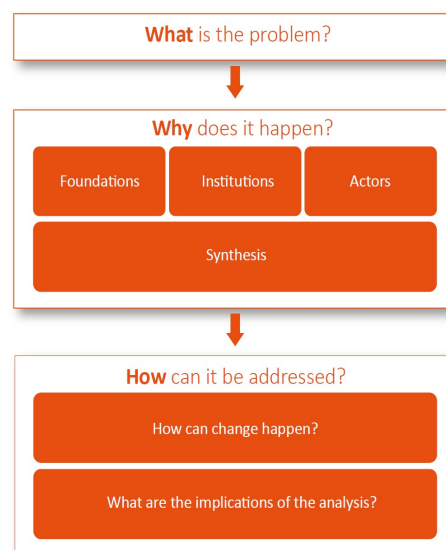 What is the problem?
Why does it happen?
Foundations
Institutions
Actors
Synthesis
How can it be addressed?
How can change happen?
What are the implications of the analysis?